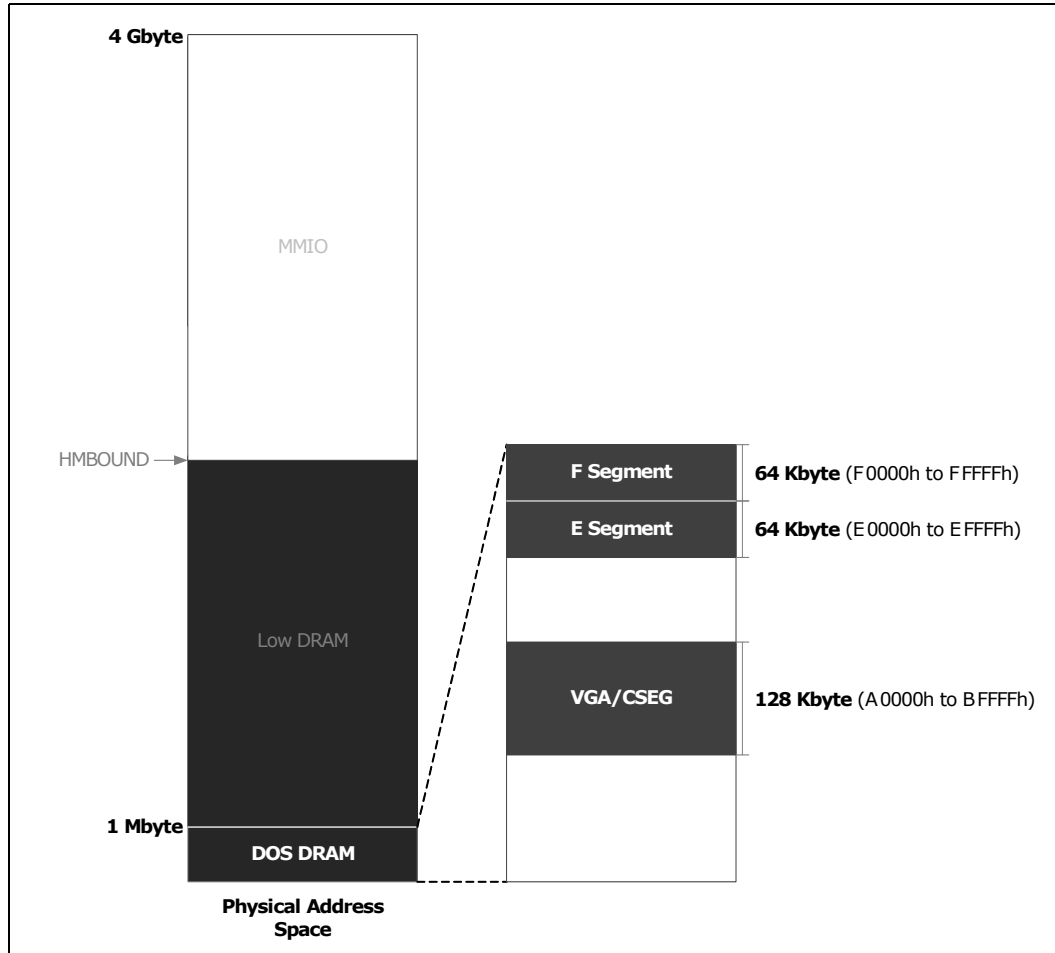 4 Gbyte
MMIO
HMBOUND
Low DRAM
1 Mbyte
DOS DRAM
Physical Address
Space
F Segment
64 Kbyte (F0000h to FFFFFh)
E Segment
64 Kbyte (E0000h to EFFFFh)
VGA/CSEG
128 Kbyte (A0000h to BFFFFh)